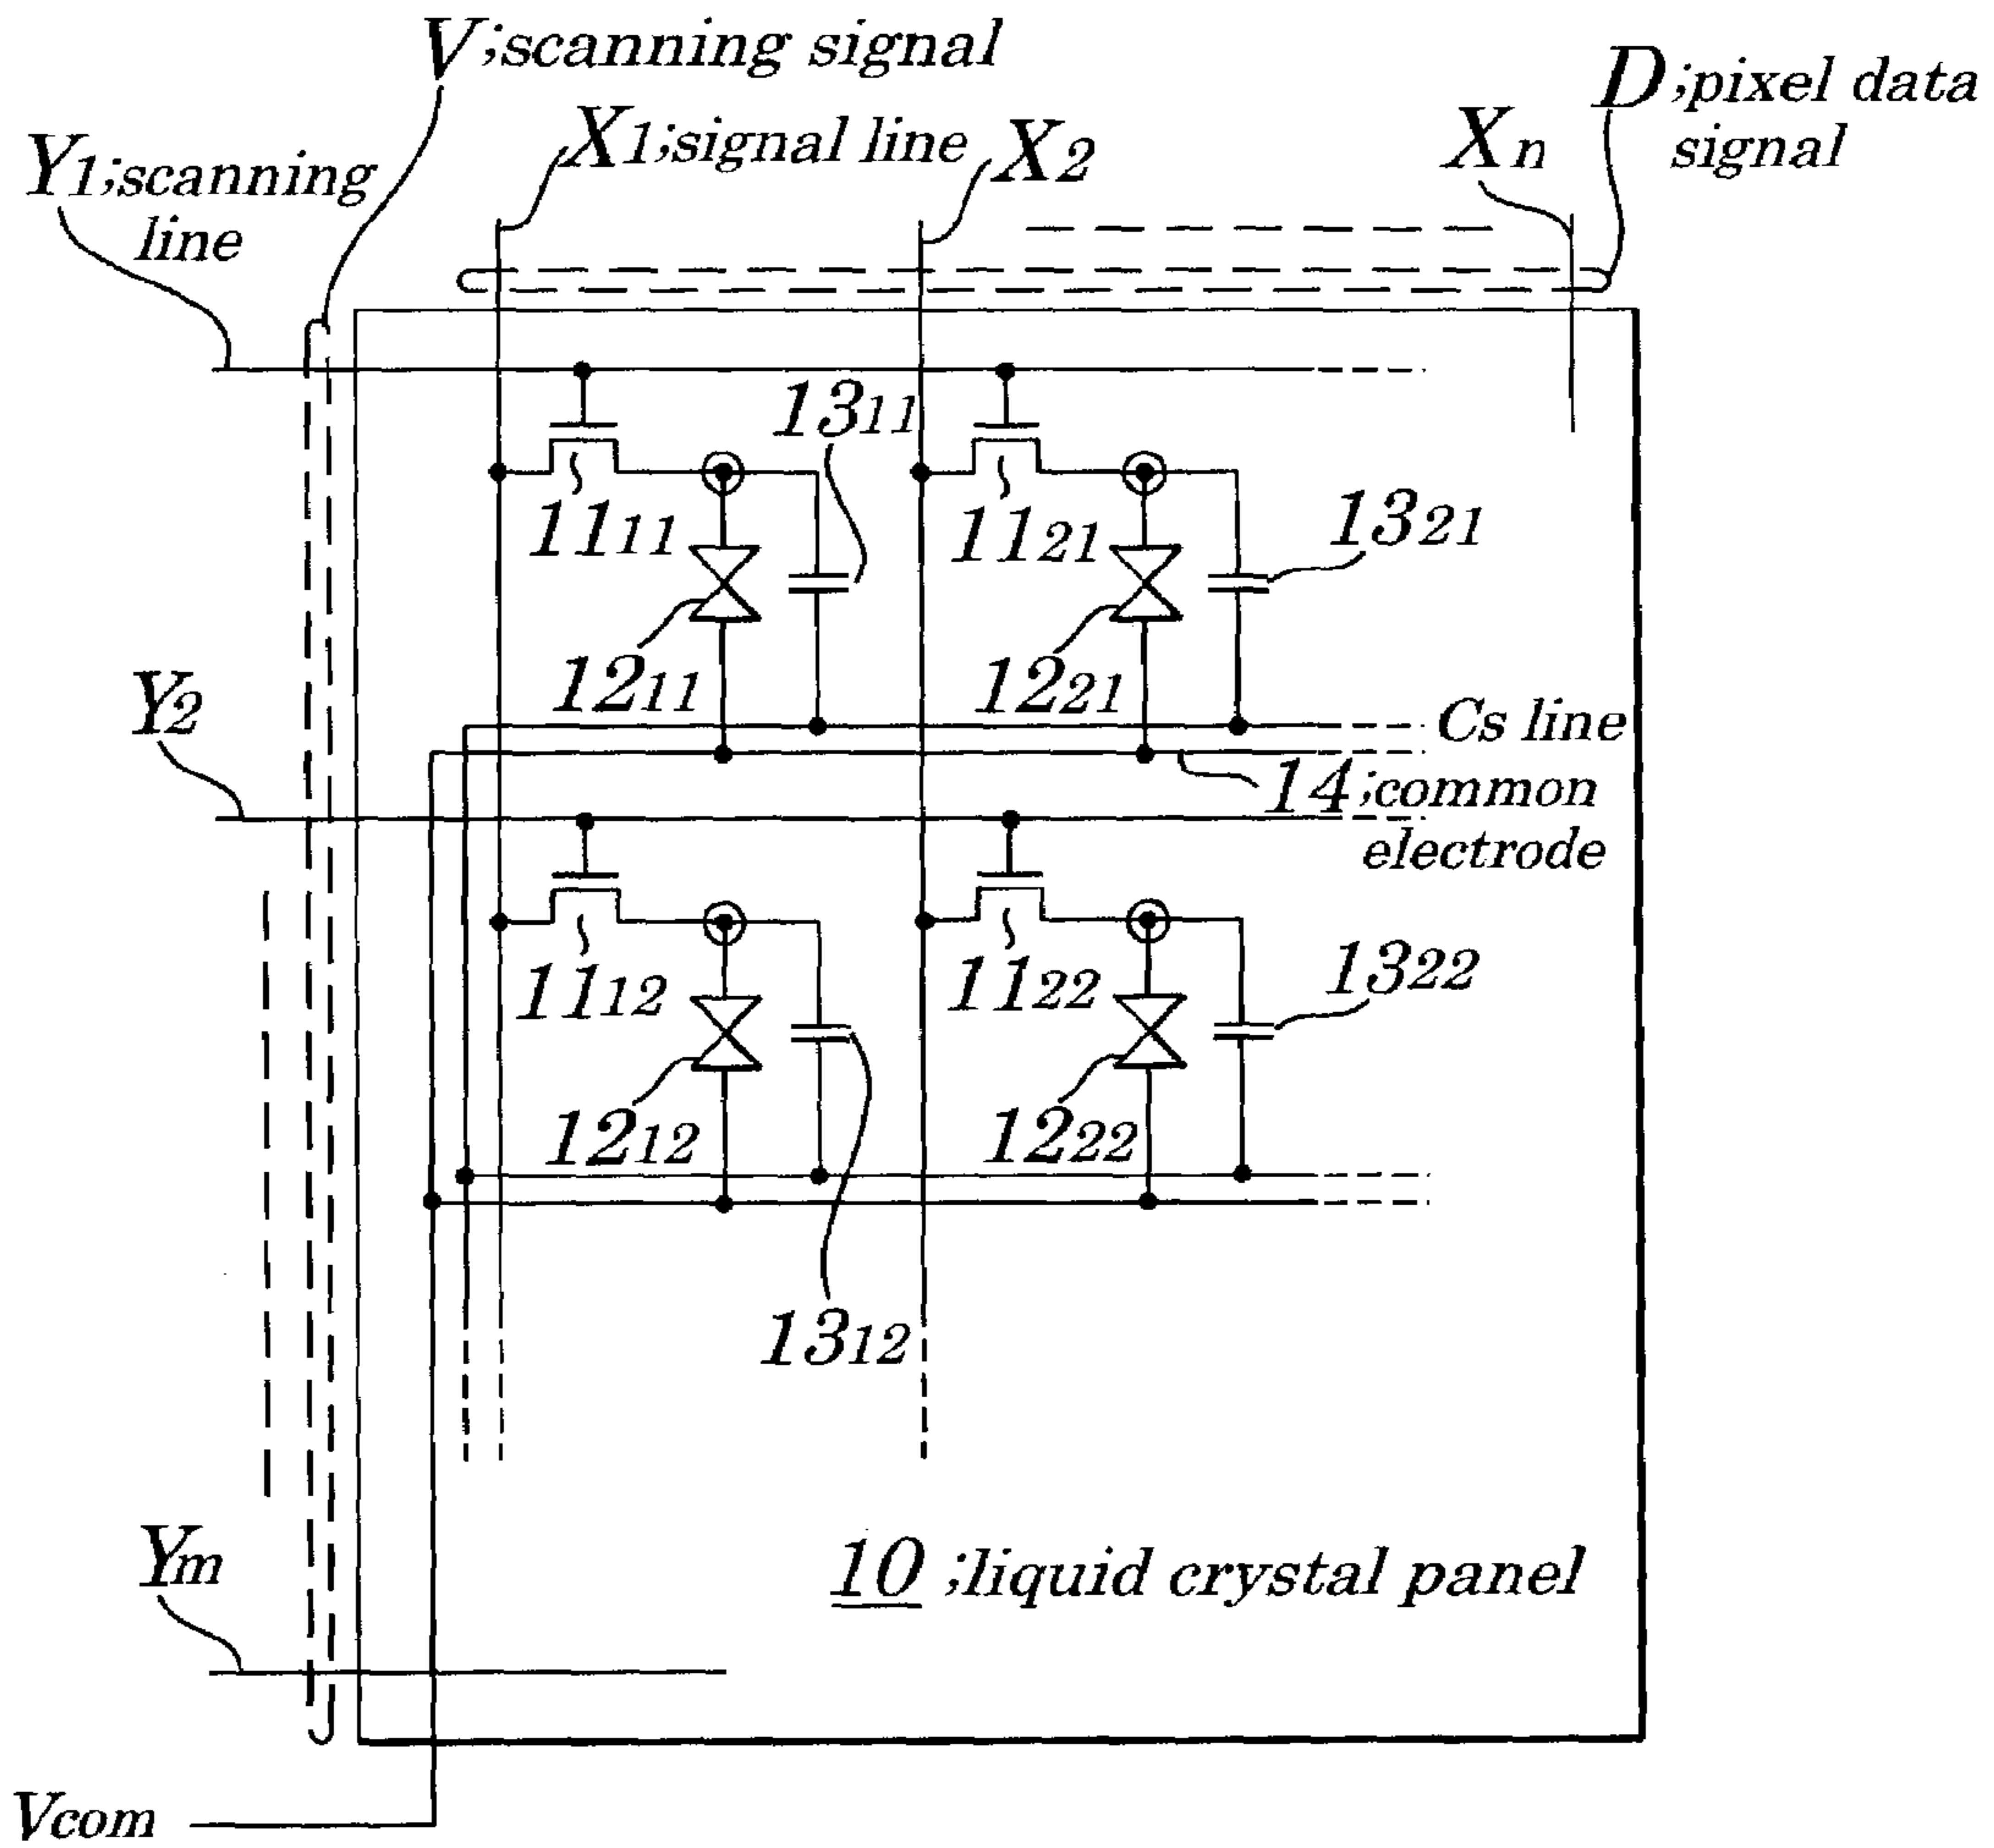 V;scanning signal
D;pixel data
signal
X1;signal line
X2
Xn
Y1;scanning
line
1311
1111
1121
1321
1211
1221
Y2
Cs line
14;common
electrode
1112
1122
1322
1212
1222
1312
10;liquid crystal panel
Ym
Vcom